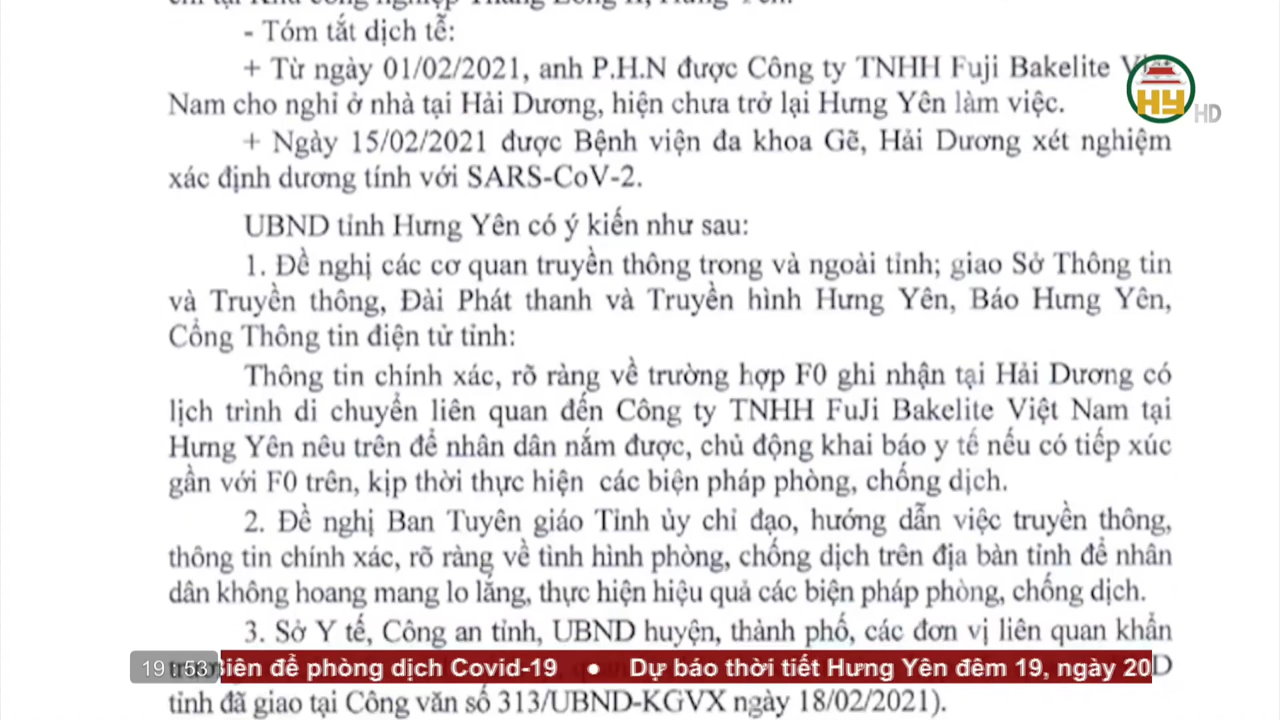 - Tóm tắt dịch tễ:
+ Từ ngày 01/02/2021, anh P.H.N được Công ty TNHH Fuji Bakelite Việt
Nam cho nghỉ ở nhà tại Hải Dương, hiện chưa trở lại Hưng Yên làm việc.
+ Ngày 15/02/2021 được Bệnh viện đa khoa Gẽ, Hải Dương xét nghiệm
xác định dương tính với SARS-CoV-2.
UBND tỉnh Hưng Yên có ý kiến như sau:
1. Đề nghị các cơ quan truyền thông trong và ngoài tỉnh; giao Sở Thông tin
và Truyền thông, Đài Phát thanh và Truyền hình Hưng Yên, Báo Hưng Yên,
Cổng Thông tin điện tử tỉnh:
Thông tin chính xác, rõ ràng về trường hợp F0 ghi nhận tại Hải Dương có
lịch trình di chuyển liên quan đến Công ty TNHH FuJi Bakelite Việt Nam tại
Hưng Yên nêu trên để nhân dân nắm được, chủ động khai báo y tế nếu có tiếp xúc
gần với F0 trên, kịp thời thực hiện các biện pháp phòng, chống dịch.
2. Đề nghị Ban Tuyên giáo Tỉnh ủy chỉ đạo, hướng dẫn việc truyền thông,
thông tin chính xác, rõ ràng về tình hình phòng, chống dịch trên địa bàn tỉnh để nhân
dân không hoang mang lo lắng, thực hiện hiệu quả các biện pháp phòng, chống dịch.
3. Sở Y tế, Công an tỉnh, UBND huyện, thành phố, các đơn vị liên quan khẩn
tỉnh đã giao tại Công văn số 313/UBND-KGVX ngày 18/02/2021).
HY HD
19 : 53
siên để phòng dịch Covid-19 • Dự báo thời tiết Hưng Yên đêm 19, ngày 20